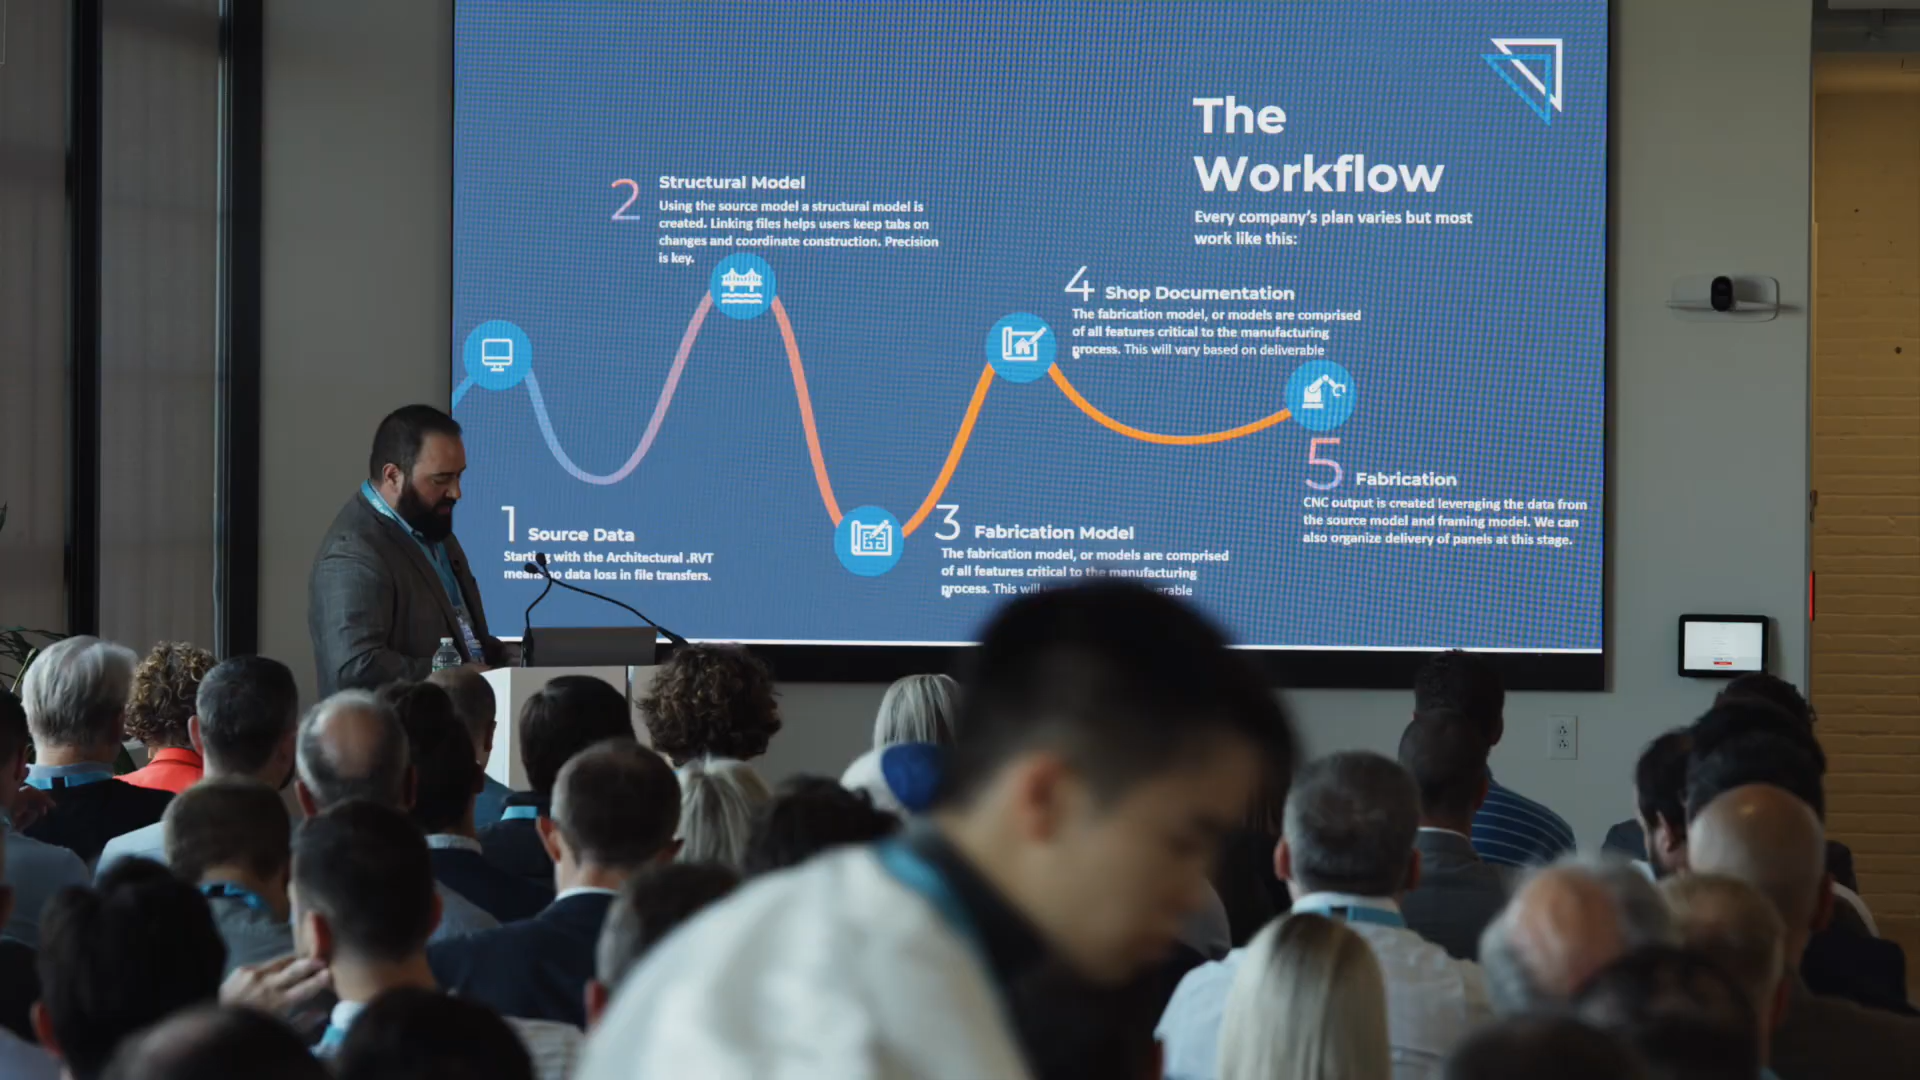 The
Workflow
Every company's plan varies but most
work like this:
1 Source Data
Starting with the Architectural .RVT
means no data loss in file transfers.
2 Structural Model
Using the source model a structural model is
created. Linking files helps users keep tabs on
changes and coordinate construction. Precision
is key.
3 Fabrication Model
The fabrication model, or models are comprised
of all features critical to the manufacturing
process. This will
4 Shop Documentation
The fabrication model, or models are comprised
of all features critical to the manufacturing
process. This will vary based on deliverable
5 Fabrication
CNC output is created leveraging the data from
the source model and framing model. We can
also organize delivery of panels at this stage.